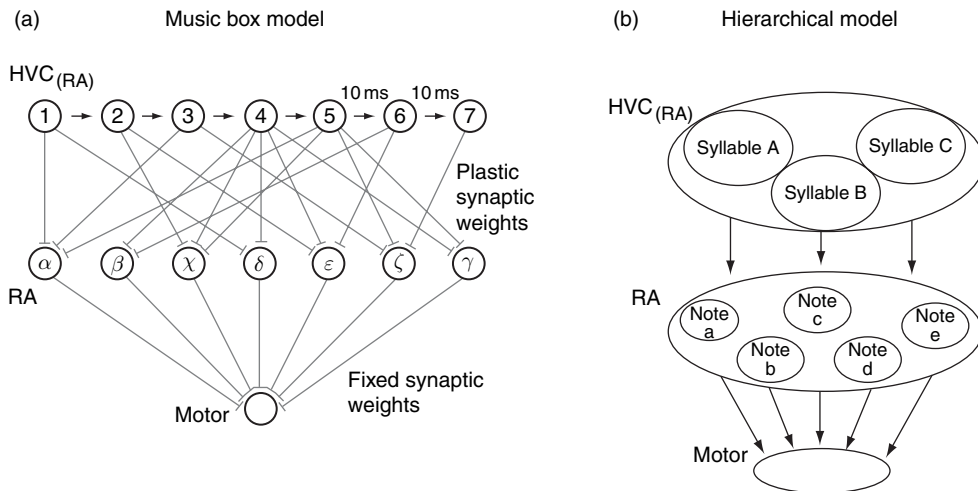 (a) Music box model
HVC(RA)
10 ms 10 ms
1 2 3 4 5 6 7
Plastic
synaptic
weights
α β χ δ ε ζ γ
RA
Fixed synaptic
weights
Motor
(b) Hierarchical model
HVC(RA)
Syllable A
Syllable C
Syllable B
RA
Note
a
Note
c
Note
e
Note
b
Note
d
Motor